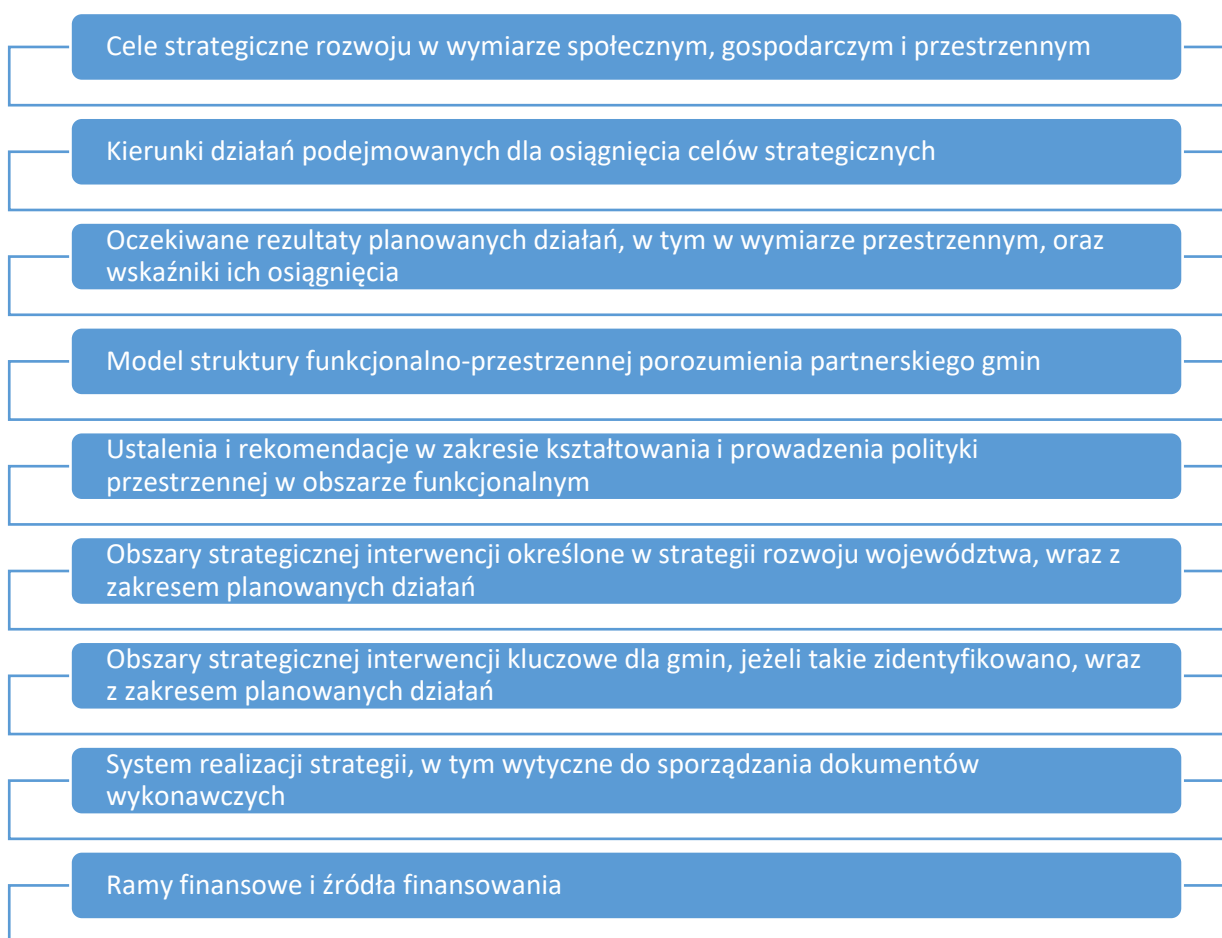 Cele strategiczne rozwoju w wymiarze społecznym, gospodarczym i przestrzennym
Kierunki działań podejmowanych dla osiągnięcia celów strategicznych
Oczekiwane rezultaty planowanych działań, w tym w wymiarze przestrzennym, oraz
wskaźniki ich osiągnięcia
Model struktury funkcjonalno-przestrzennej porozumienia partnerskiego gmin
Ustalenia i rekomendacje w zakresie kształtowania i prowadzenia polityki
przestrzennej w obszarze funkcjonalnym
Obszary strategicznej interwencji określone w strategii rozwoju województwa, wraz z
zakresem planowanych działań
Obszary strategicznej interwencji kluczowe dla gmin, jeżeli takie zidentyfikowano, wraz
z zakresem planowanych działań
System realizacji strategii, w tym wytyczne do sporządzania dokumentów
wykonawczych
Ramy finansowe i źródła finansowania